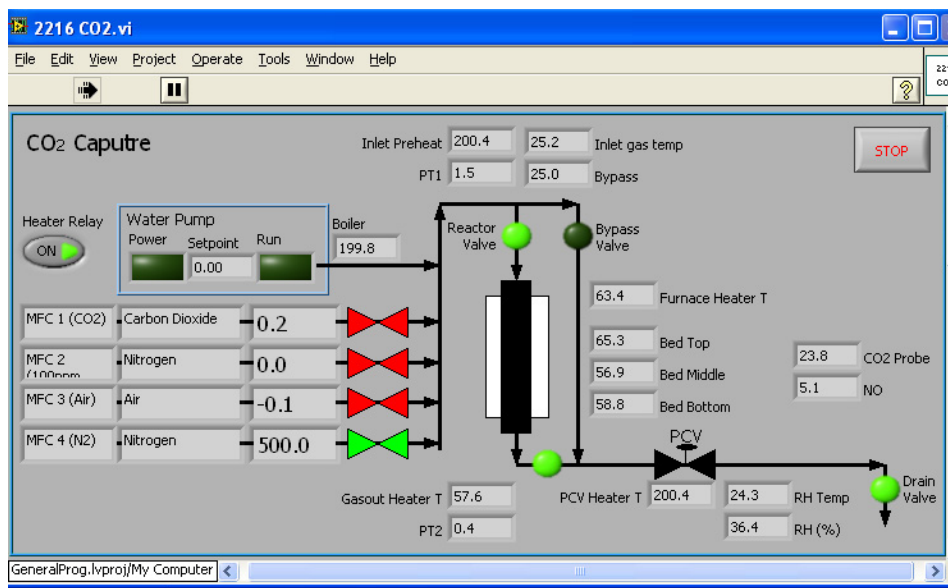 2216 CO2.vi
File Edit View Project Operate Tools Window Help
CO2 Caputre
Inlet Preheat 200.4 25.2 Inlet gas temp
PT1 1.5 25.0 Bypass
STOP
Heater Relay
ON
Water Pump
Power Setpoint Run
0.00
Boiler
199.8
Reactor
Valve
Bypass
Valve
63.4 Furnace Heater T
MFC 1 (CO2) Carbon Dioxide 0.2
65.3 Bed Top
MFC 2 Nitrogen 0.0
56.9 Bed Middle
23.8 CO2 Probe
MFC 3 (Air) Air -0.1
58.8 Bed Bottom
5.1 NO
MFC 4 (N2) Nitrogen 500.0
PCV
Gasout Heater T 57.6
PCV Heater T 200.4 24.3 RH Temp
Drain
Valve
PT2 0.4
36.4 RH (%)
GeneralProg.lvproj/My Computer